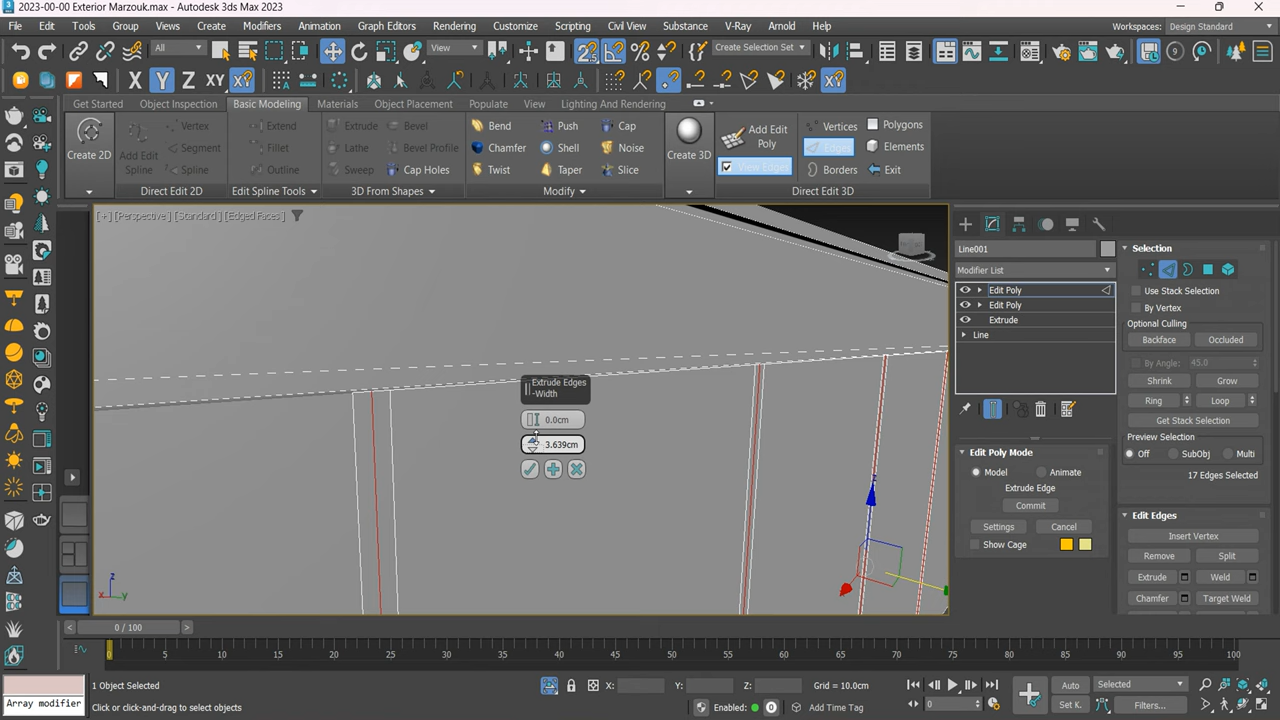 2023-00-00 Exterior Marzouk.max - Autodesk 3ds Max 2023
File Edit Tools Group Views Create Modifiers Animation Graph Editors Rendering Customize Scripting Civil View Substance V-Ray Arnold Help Workspaces: Design Standard
All View Create Selection Set
X Y Z XY
Get Started Object Inspection Basic Modeling Materials Object Placement Populate View Lighting And Rendering
Create 2D Add Edit Spline Vertex Segment Spline Extend Fillet Outline Extrude Lathe Sweep Bevel Bevel Profile Cap Holes Bend Chamfer Twist Push Shell Taper Cap Noise Slice Create 3D Add Edit Poly View Edges Vertices Edges Borders Polygons Elements Exit
Direct Edit 2D Edit Spline Tools 3D From Shapes Modify Direct Edit 3D
[+] [Perspective] [Standard] [Edged Faces]
Extrude Edges
-Width
0.0cm
3.639cm
z
x y
z
Line001
Modifier List
Edit Poly
Edit Poly
Extrude
Line
Edit Poly Mode
Model Animate
Extrude Edge
Commit
Settings Cancel
Show Cage
Selection
Use Stack Selection
By Vertex
Optional Culling
Backface Occluded
By Angle: 45.0
Shrink Grow
Ring Loop
Get Stack Selection
Preview Selection
Off SubObj Multi
17 Edges Selected
Edit Edges
Insert Vertex
Remove Split
Extrude Weld
Chamfer Target Weld
0 / 100
0 5 10 15 20 25 30 35 40 45 50 55 60 65 70 75 80 85 90 95 100
1 Object Selected X: Y: Z: Grid = 10.0cm Auto Selected
Array modifier Click or click-and-drag to select objects Enabled: 0 Add Time Tag 0 Set K. Filters...